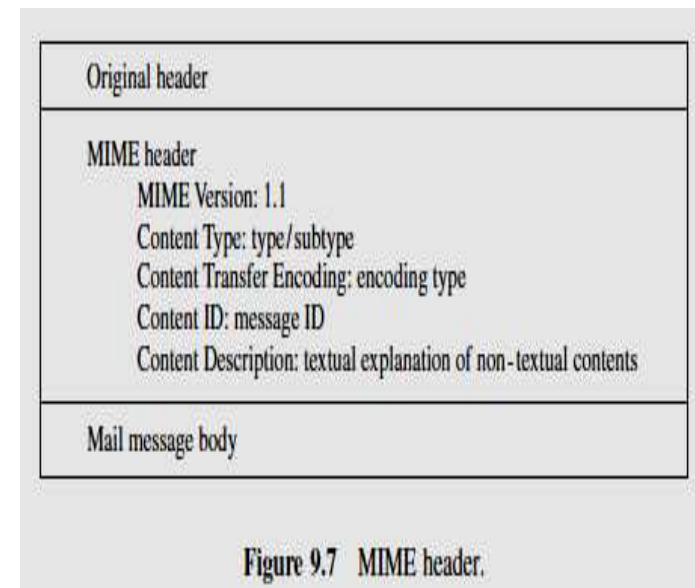 Original header
MIME header
MIME Version: 1.1
Content Type: type/subtype
Content Transfer Encoding: encoding type
Content ID: message ID
Content Description: textual explanation of non-textual contents
Mail message body
Figure 9.7 MIME header.